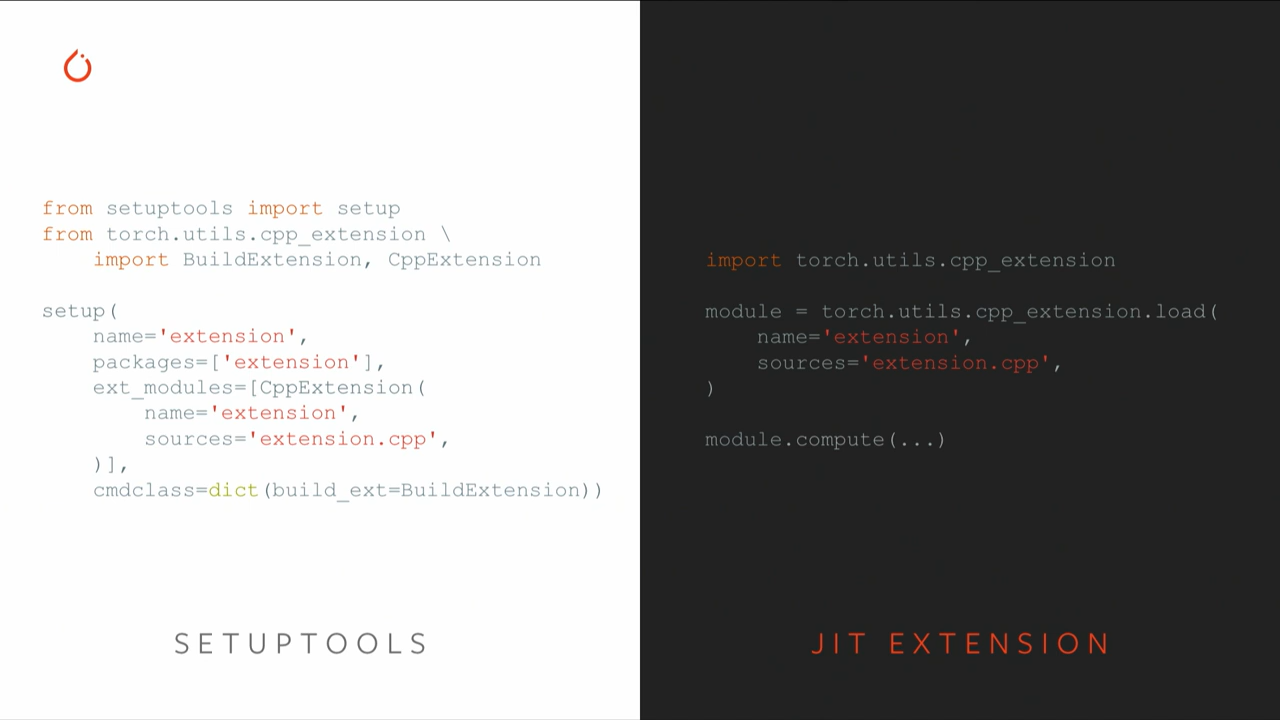 from setuptools import setup
from torch.utils.cpp_extension \
    import BuildExtension, CppExtension

setup(
    name='extension',
    packages=['extension'],
    ext_modules=[CppExtension(
        name='extension',
        sources='extension.cpp',
    )],
    cmdclass=dict(build_ext=BuildExtension))

SETUPTOOLS

import torch.utils.cpp_extension

module = torch.utils.cpp_extension.load(
    name='extension',
    sources='extension.cpp',
)

module.compute(...)

JIT EXTENSION